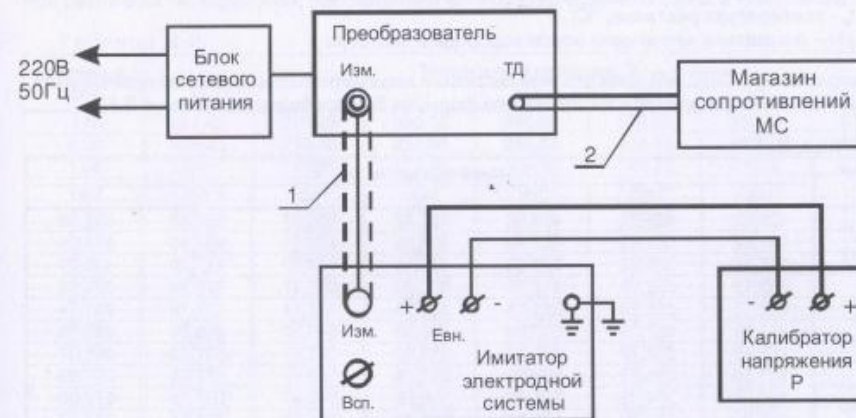 220В
50Гц
Блок
сетевого
питания
Преобразователь
Изм.
ТД
Магазин
сопротивлений
МС
1
2
Изм.
+
-
Евн.
Имитатор
электродной
системы
Всп.
-
+
Калибратор
напряжения
Р